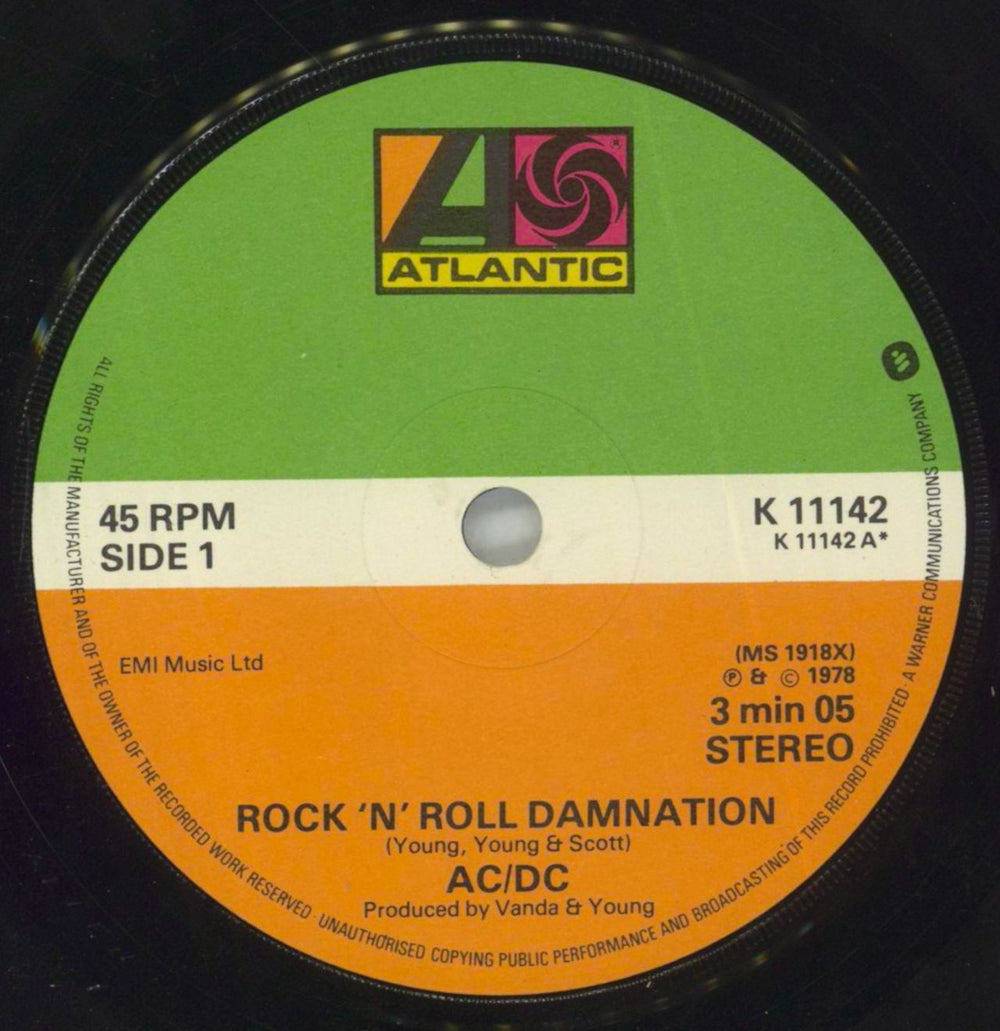 ATLANTIC
®
45 RPM
SIDE 1
K 11142
K 11142 A*
EMI Music Ltd
(MS 1918X)
℗ & © 1978
3 min 05
STEREO
ROCK ‘N’ ROLL DAMNATION
(Young, Young & Scott)
AC/DC
Produced by Vanda & Young
ALL RIGHTS OF THE MANUFACTURER AND OF THE OWNER OF THE RECORDED WORK RESERVED · UNAUTHORISED COPYING PUBLIC PERFORMANCE AND BROADCASTING OF THIS RECORD PROHIBITED · A WARNER COMMUNICATIONS COMPANY